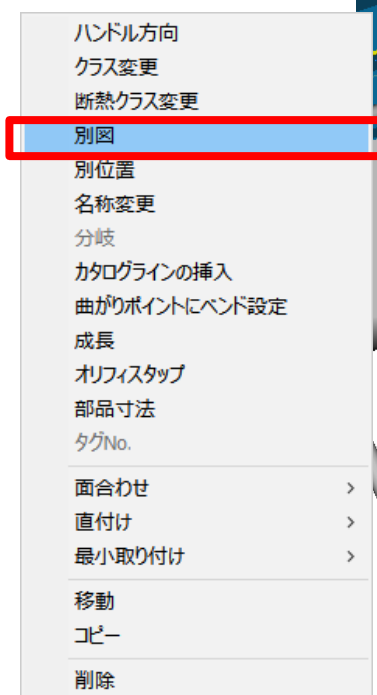 ハンドル方向
クラス変更
断熱クラス変更
別図
別位置
名称変更
分岐
カタログラインの挿入
曲がりポイントにベンド設定
成長
オリフィスタップ
部品寸法
タグNo.
面合わせ
直付け
最小取り付け
移動
コピー
削除